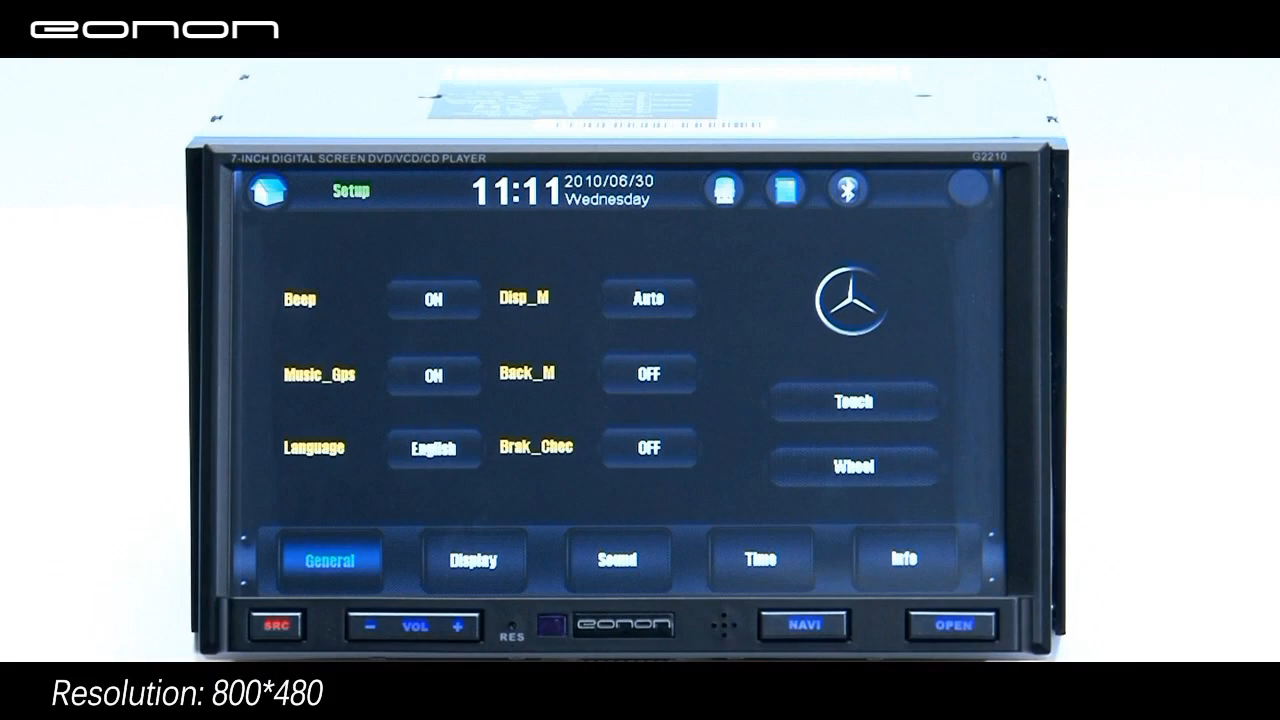 eonon
7-INCH DIGITAL SCREEN DVD/VCD/CD PLAYER G2210
Setup 11:11 2010/06/30
Wednesday
Beep ON Disp_M Auto
Music_Gps ON Back_M OFF
Touch
Language English Brak_Chec OFF
Wheel
General Display Sound Time Info
SRC - VOL + RES eonon NAVI OPEN
Resolution: 800*480